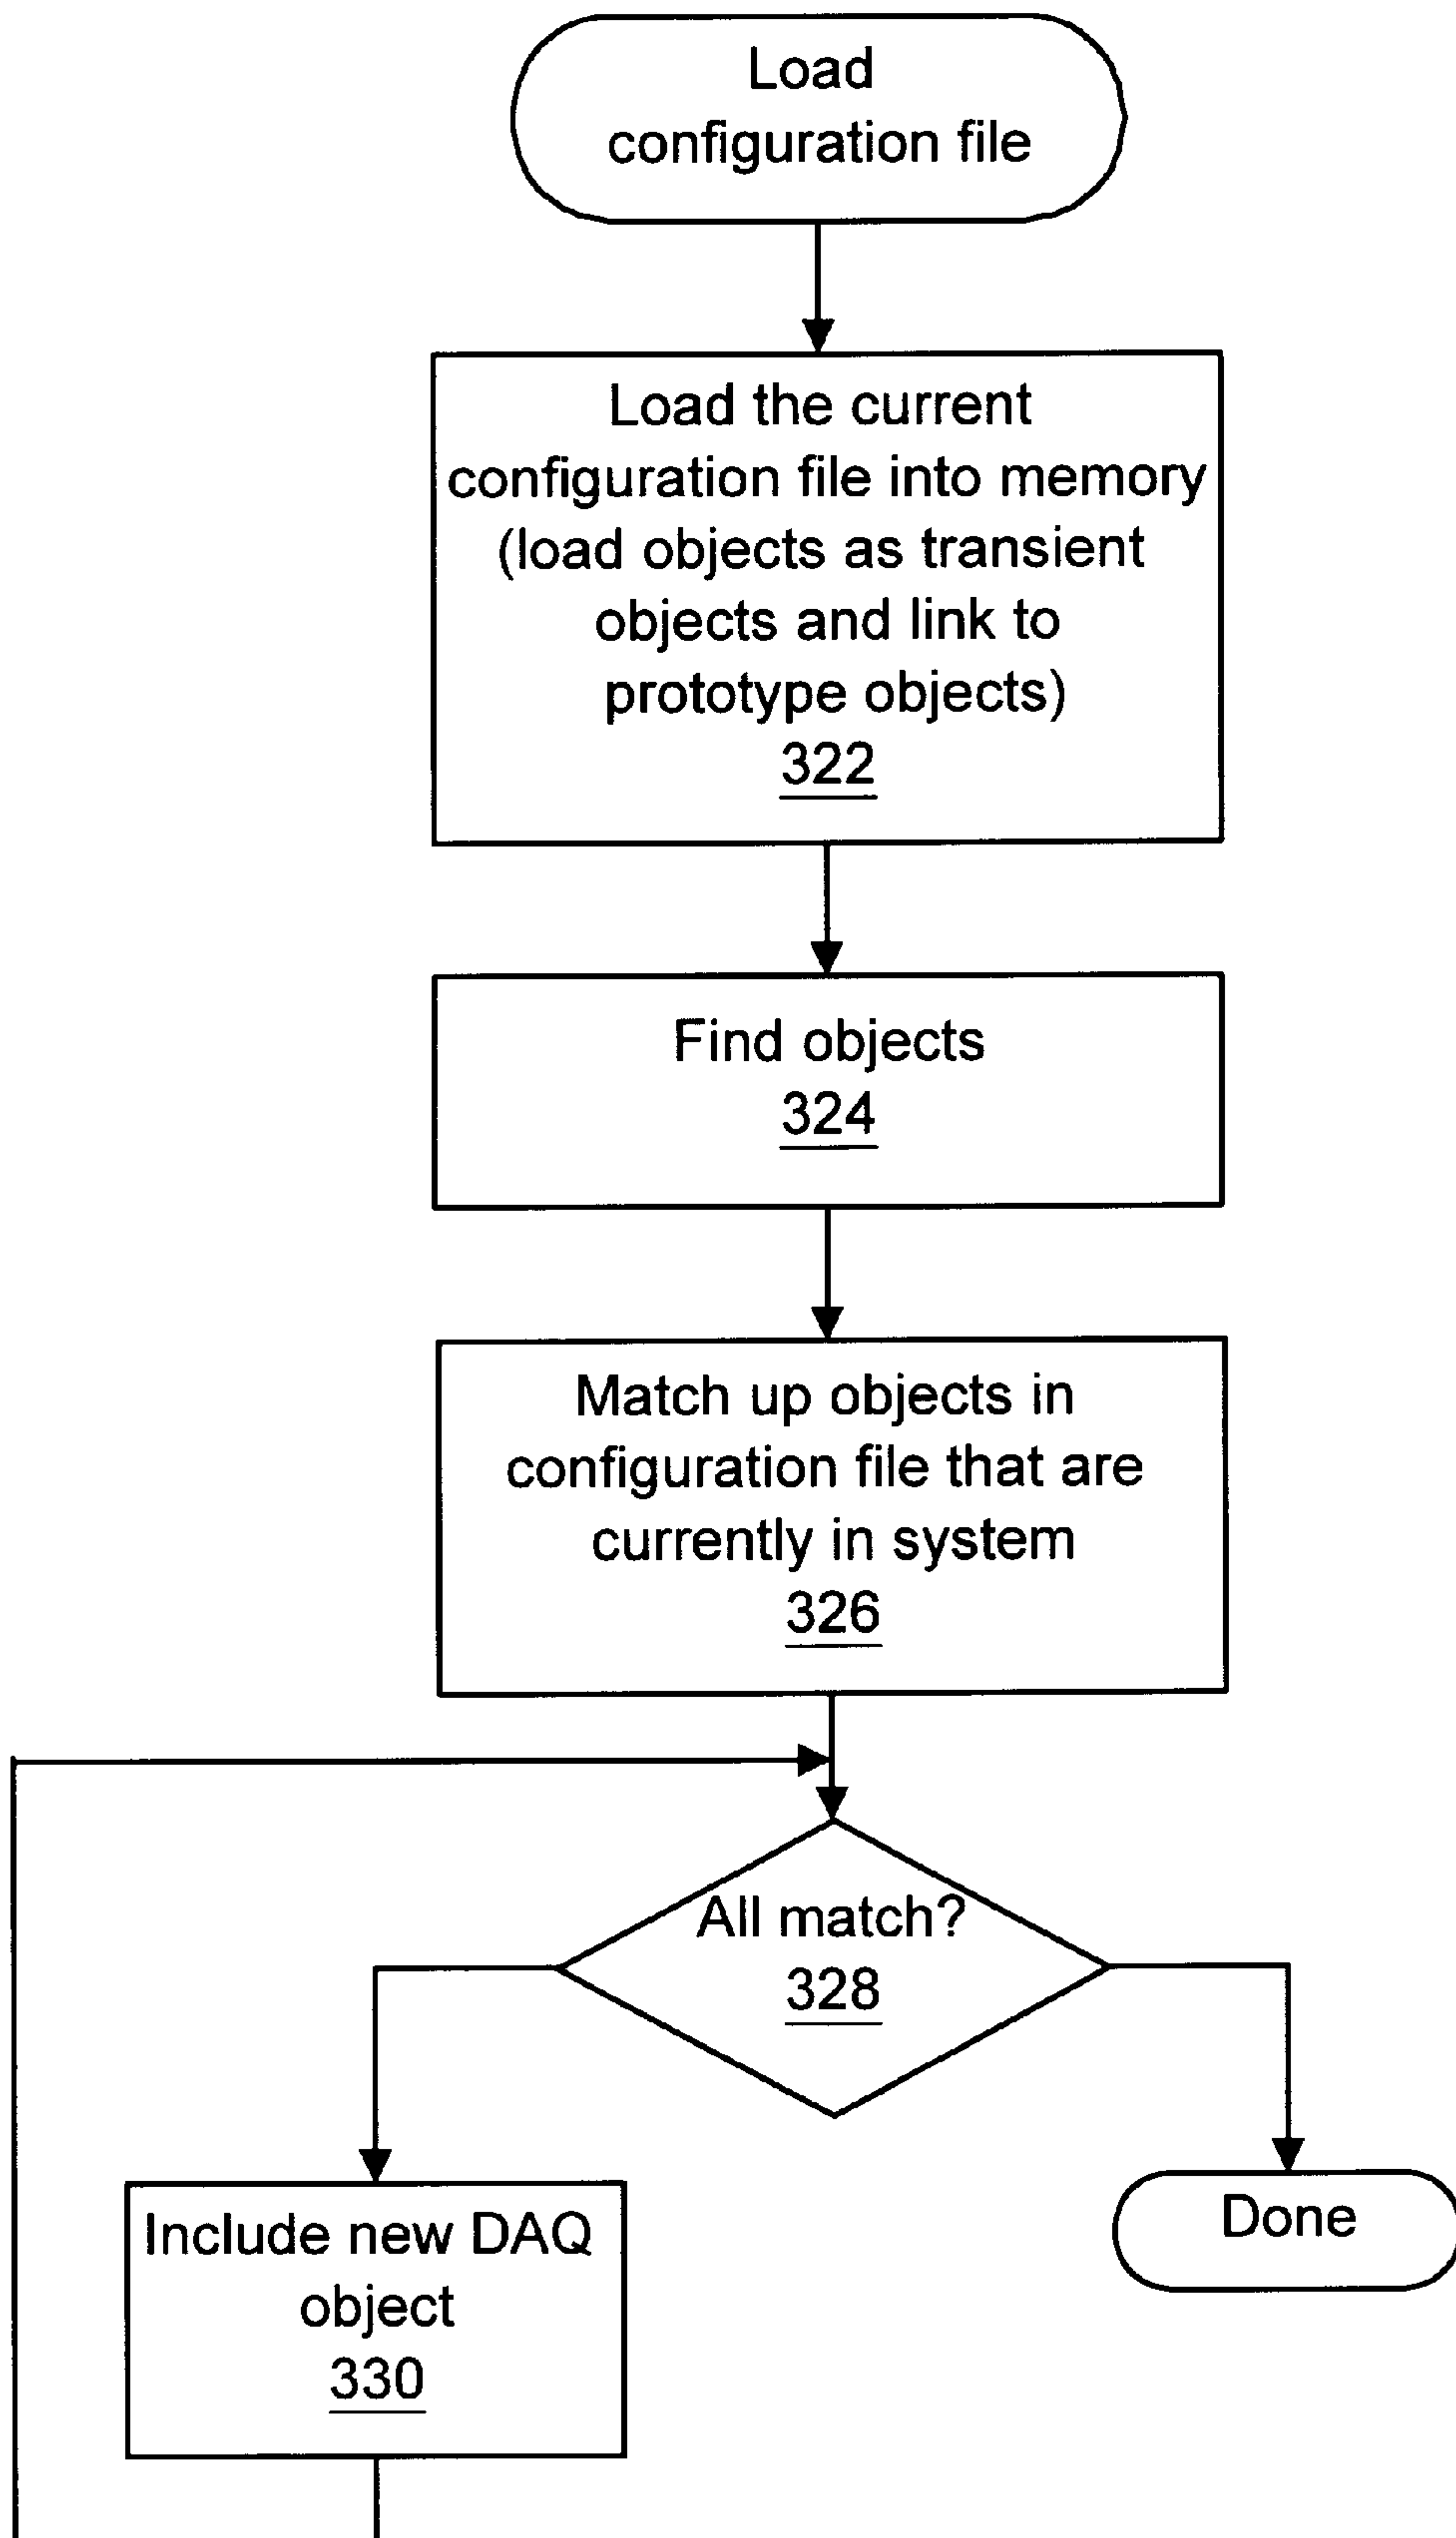 Load
configuration file
Load the current
configuration file into memory
(load objects as transient
objects and link to
prototype objects)
322
Find objects
324
Match up objects in
configuration file that are
currently in system
326
All match?
328
Include new DAQ
object
330
Done